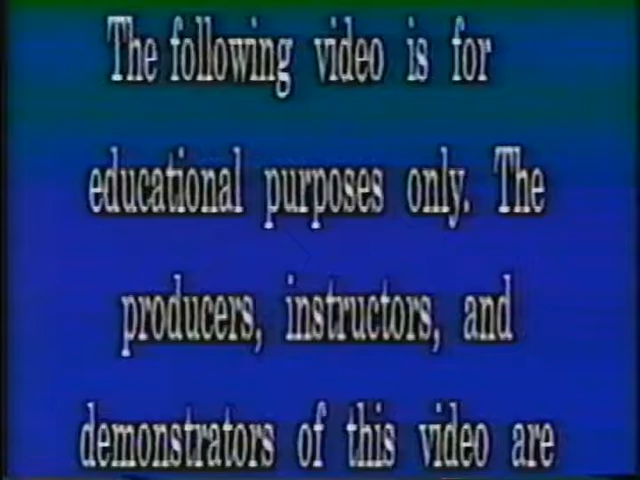 The following video is for
educational purposes only. The
producers, instructors, and
demonstrators of this video are